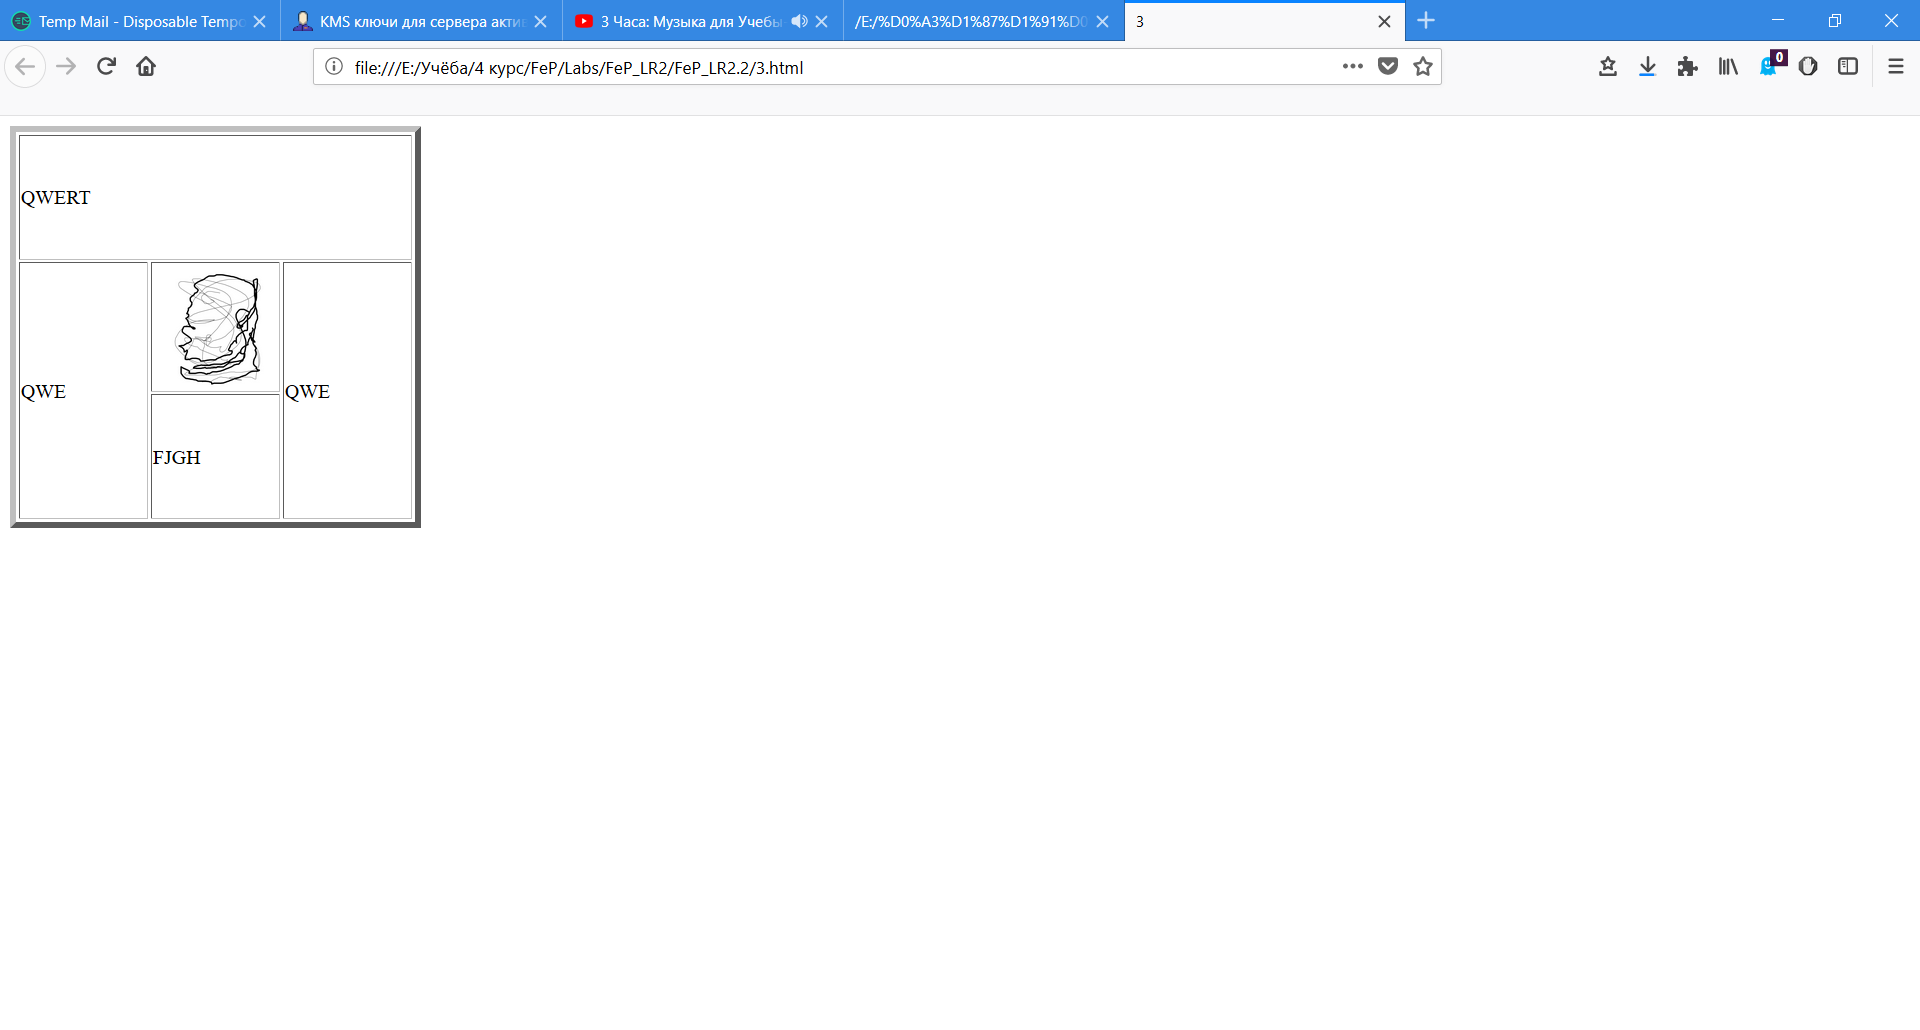 Temp Mail - Disposable Tempo
KMS ключи для сервера акти
3 Часа: Музыка для Учебы
/E:/%D0%A3%D1%87%D1%91%D0
3
file:///E:/Учёба/4 курс/FeP/Labs/FeP_LR2/FeP_LR2.2/3.html
0
QWERT
QWE
QWE
FJGH